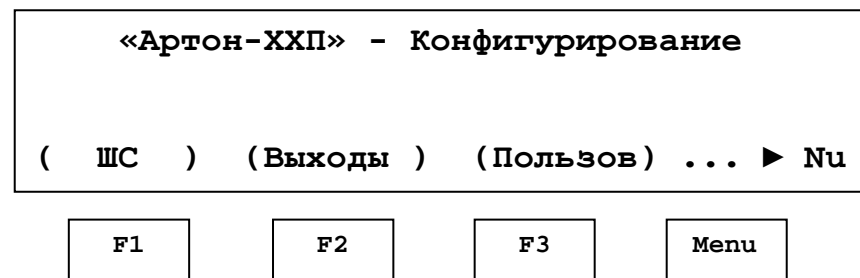 «Артон-ХХП» - Конфигурирование
( ШС ) (Выходы ) (Пользов) ... ► Nu
F1 F2 F3 Menu